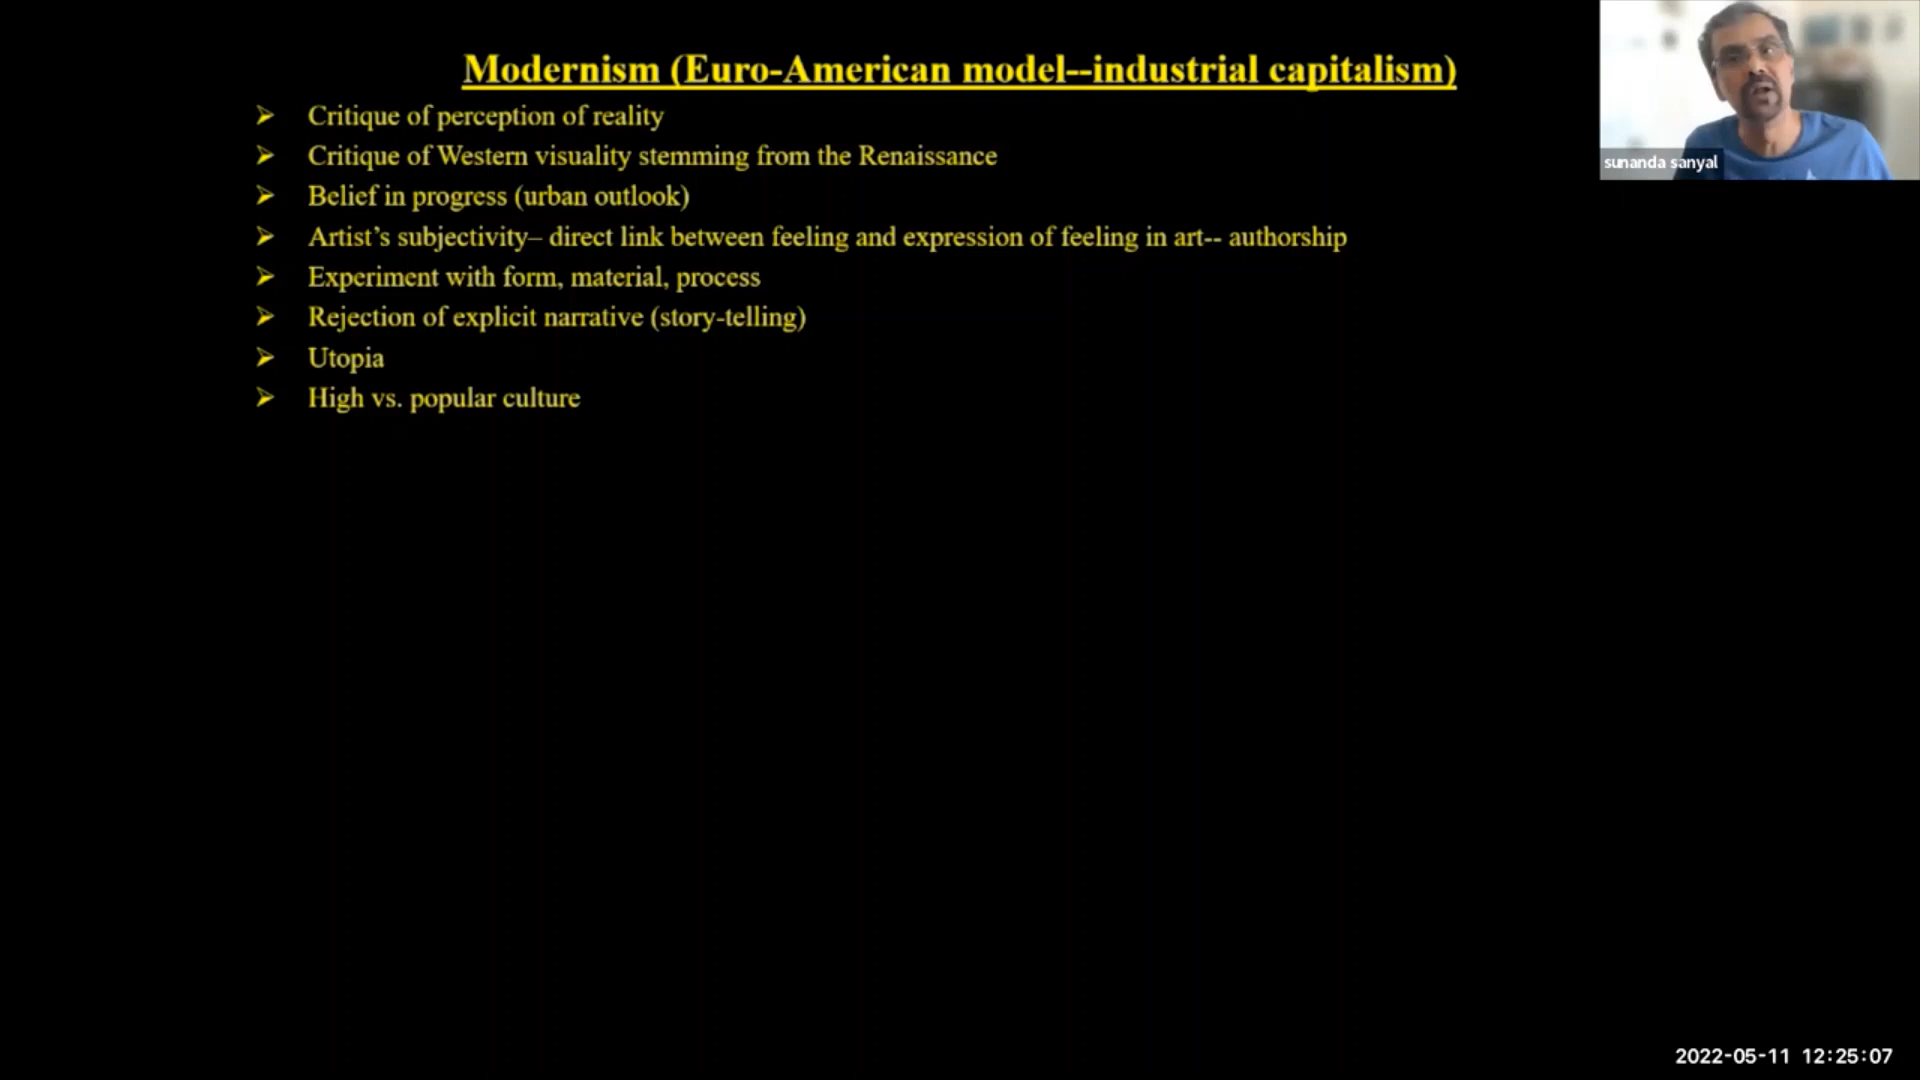 Modernism (Euro-American model--industrial capitalism)
➢ Critique of perception of reality
➢ Critique of Western visuality stemming from the Renaissance
➢ Belief in progress (urban outlook)
➢ Artist’s subjectivity– direct link between feeling and expression of feeling in art-- authorship
➢ Experiment with form, material, process
➢ Rejection of explicit narrative (story-telling)
➢ Utopia
➢ High vs. popular culture
sunanda sanyal
2022-05-11 12:25:07